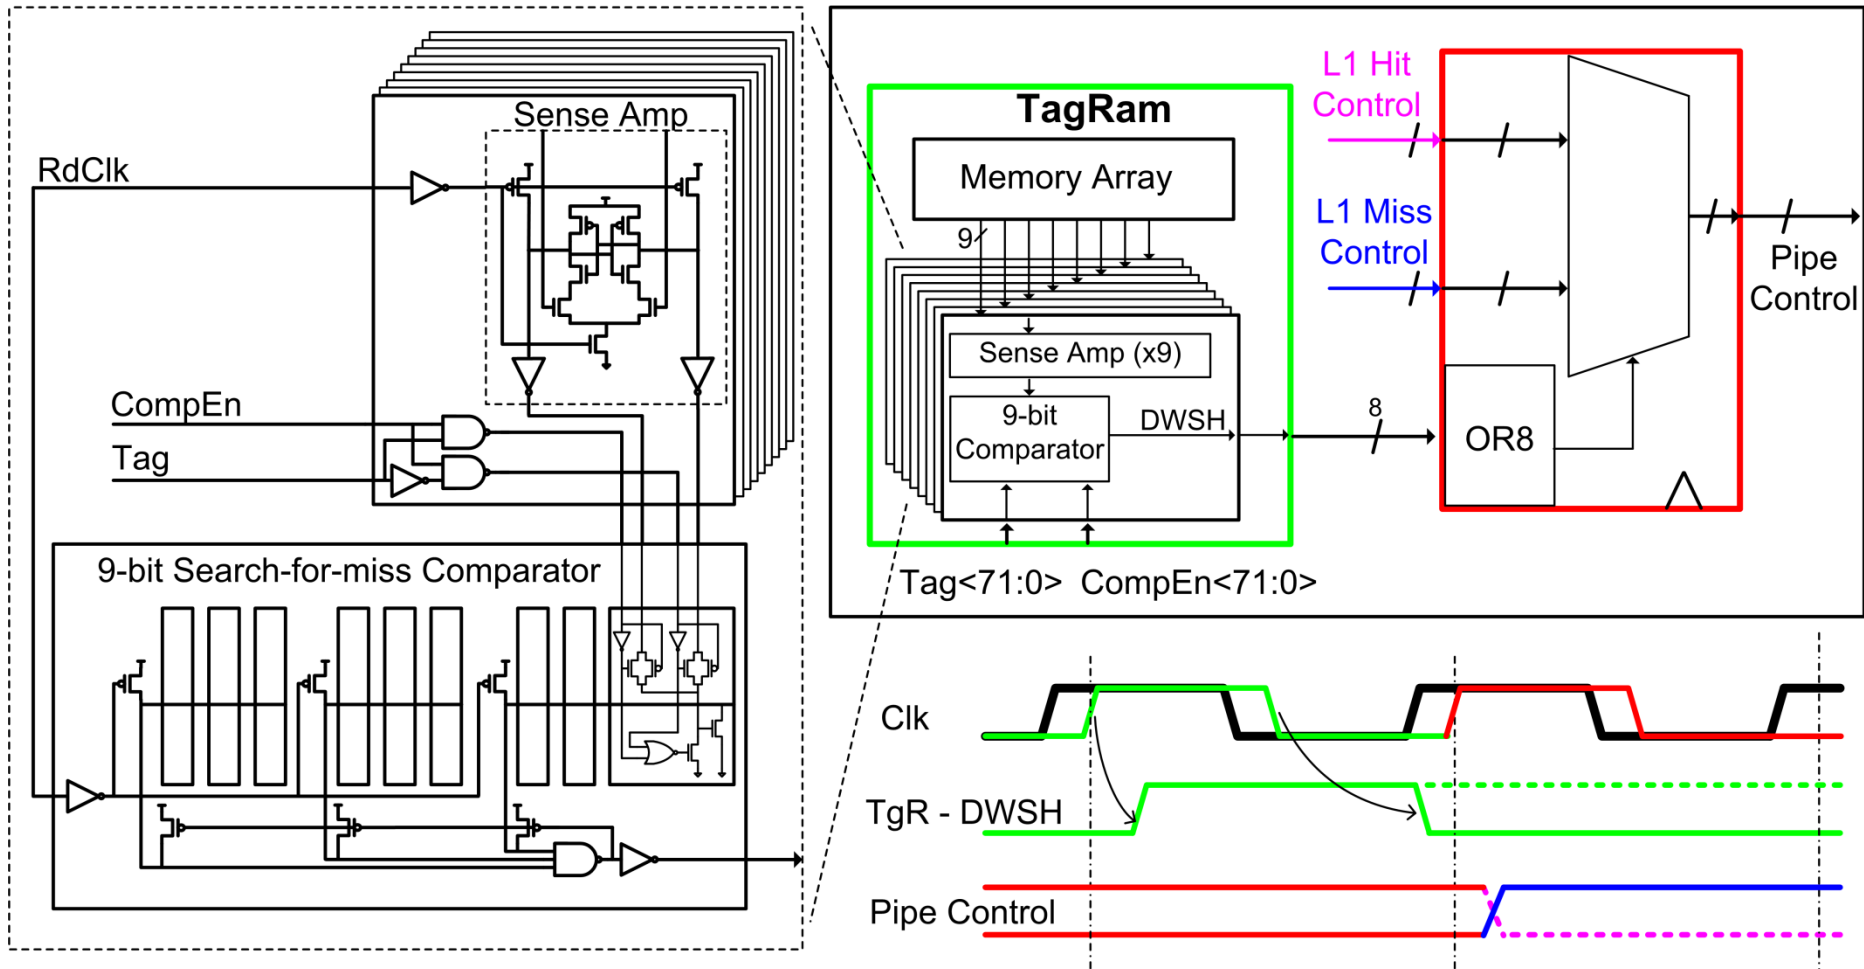 Sense Amp
RdClk
CompEn
Tag
9-bit Search-for-miss Comparator
TagRam
Memory Array
9
Sense Amp (x9)
9-bit
Comparator
DWSH
Tag<71:0> CompEn<71:0>
8
L1 Hit
Control
L1 Miss
Control
OR8
Pipe
Control
Clk
TgR - DWSH
Pipe Control